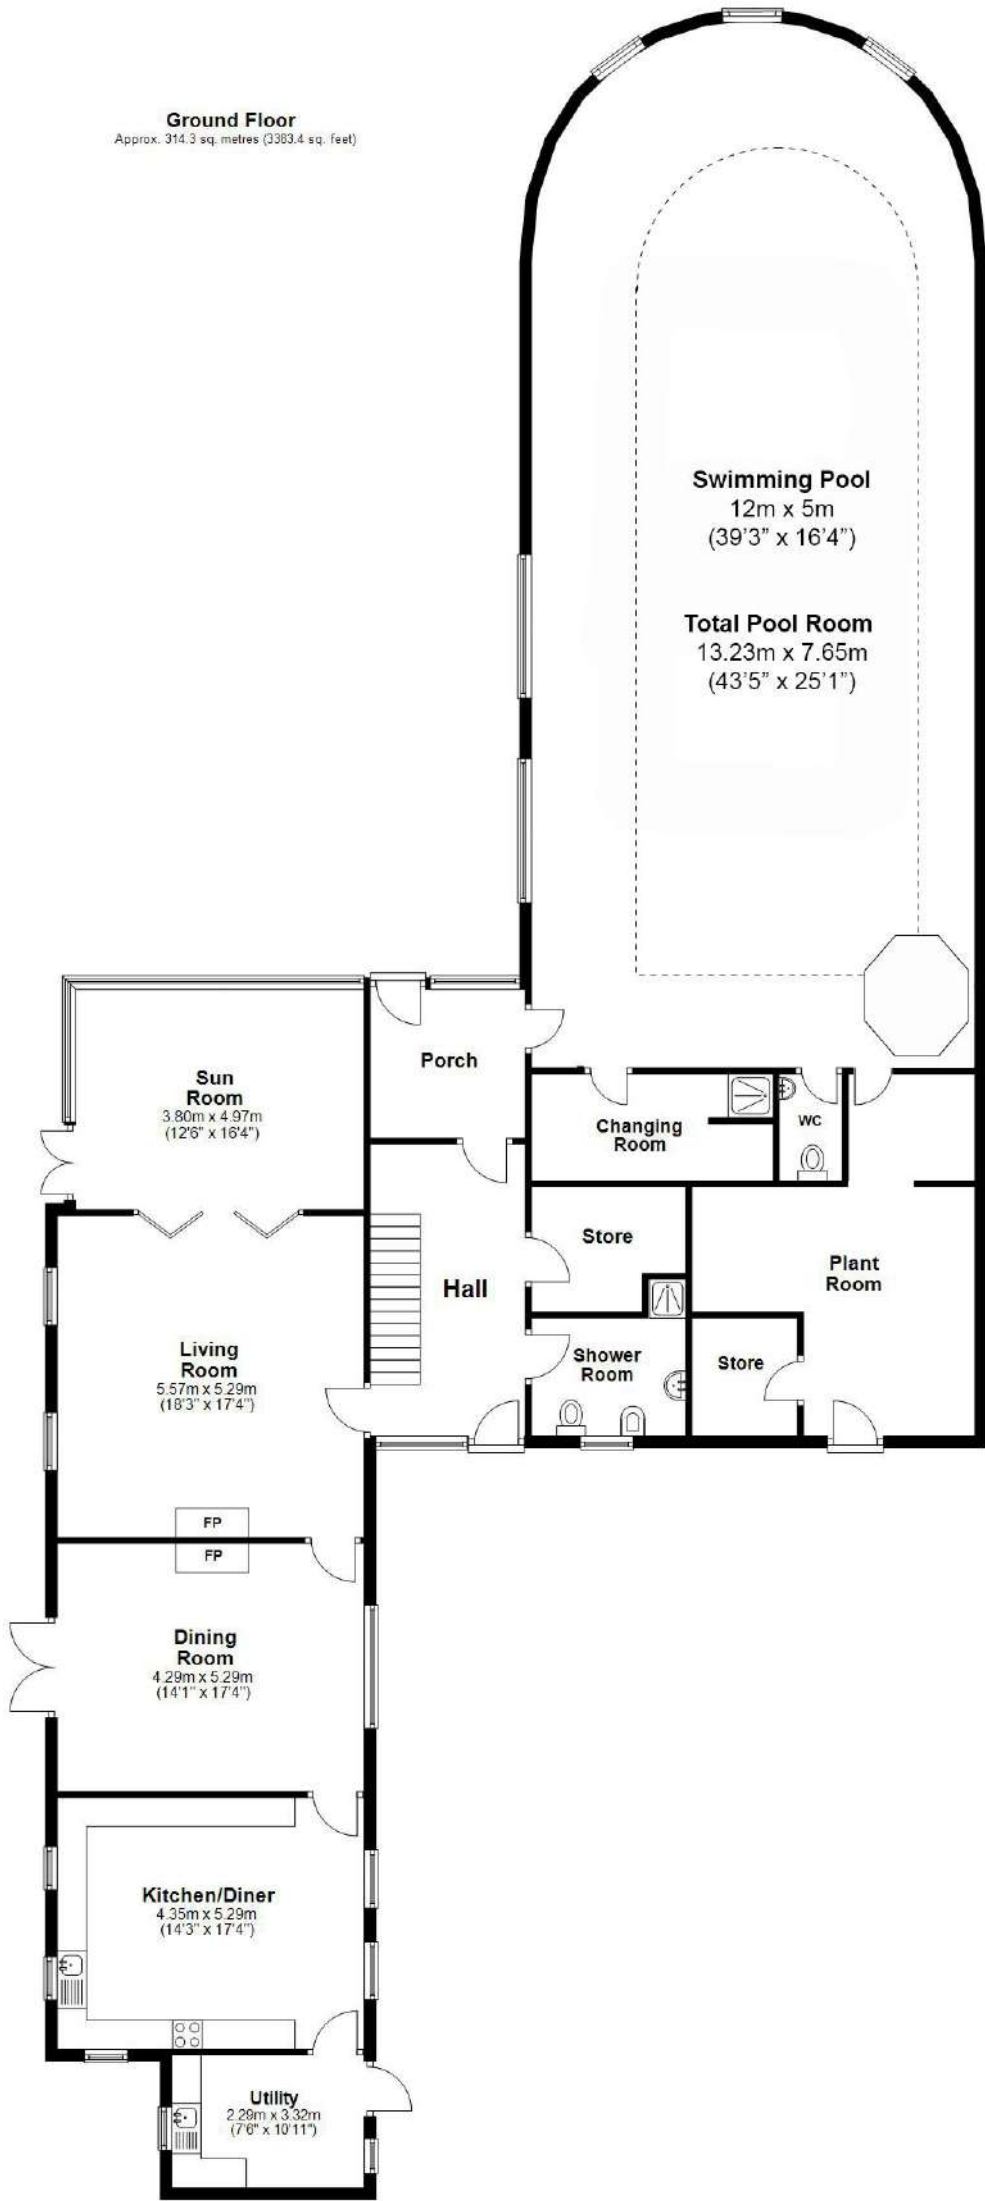 Ground Floor
Approx. 314.3 sq. metres (3383.4 sq. feet)
Swimming Pool
12m x 5m
(39'3" x 16'4")
Total Pool Room
13.23m x 7.65m
(43'5" x 25'1")
Porch
Sun
Room
3.80m x 4.97m
(12'6" x 16'4")
Changing
Room
WC
Store
Plant
Room
Hall
Living
Room
5.57m x 5.29m
(18'3" x 17'4")
Shower
Room
Store
FP
FP
Dining
Room
4.29m x 5.29m
(14'1" x 17'4")
Kitchen/Diner
4.35m x 5.29m
(14'3" x 17'4")
Utility
2.29m x 3.32m
(7'6" x 10'11")